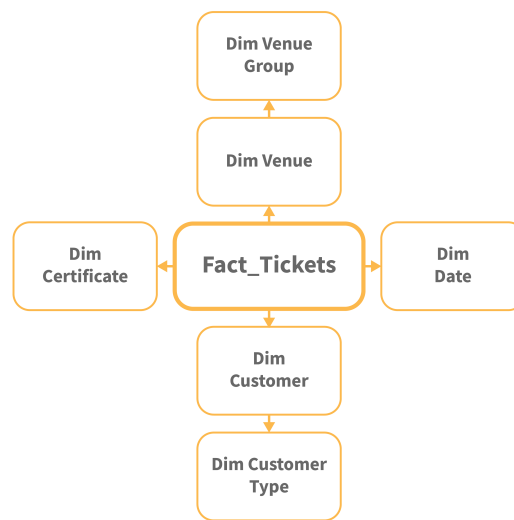 Dim Venue
Group
Dim Venue
Dim
Certificate
Fact_Tickets
Dim
Date
Dim
Customer
Dim Customer
Type